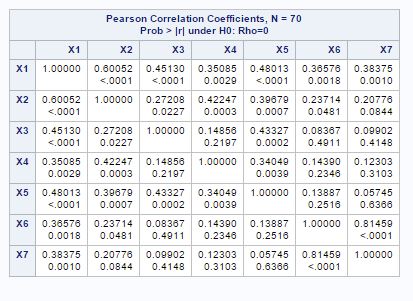 Pearson Correlation Coefficients, N = 70
Prob > |r| under H0: Rho=0
X1 X2 X3 X4 X5 X6 X7
X1 1.00000 0.60052 0.45130 0.35085 0.48013 0.36576 0.38375
<.0001 <.0001 0.0029 <.0001 0.0018 0.0010
X2 0.60052 1.00000 0.27208 0.42247 0.39679 0.23714 0.20776
<.0001 0.0227 0.0003 0.0007 0.0481 0.0844
X3 0.45130 0.27208 1.00000 0.14856 0.43327 0.08367 0.09902
<.0001 0.0227 0.2197 0.0002 0.4911 0.4148
X4 0.35085 0.42247 0.14856 1.00000 0.34049 0.14390 0.12303
0.0029 0.0003 0.2197 0.0039 0.2346 0.3103
X5 0.48013 0.39679 0.43327 0.34049 1.00000 0.13887 0.05745
<.0001 0.0007 0.0002 0.0039 0.2516 0.6366
X6 0.36576 0.23714 0.08367 0.14390 0.13887 1.00000 0.81459
0.0018 0.0481 0.4911 0.2346 0.2516 <.0001
X7 0.38375 0.20776 0.09902 0.12303 0.05745 0.81459 1.00000
0.0010 0.0844 0.4148 0.3103 0.6366 <.0001